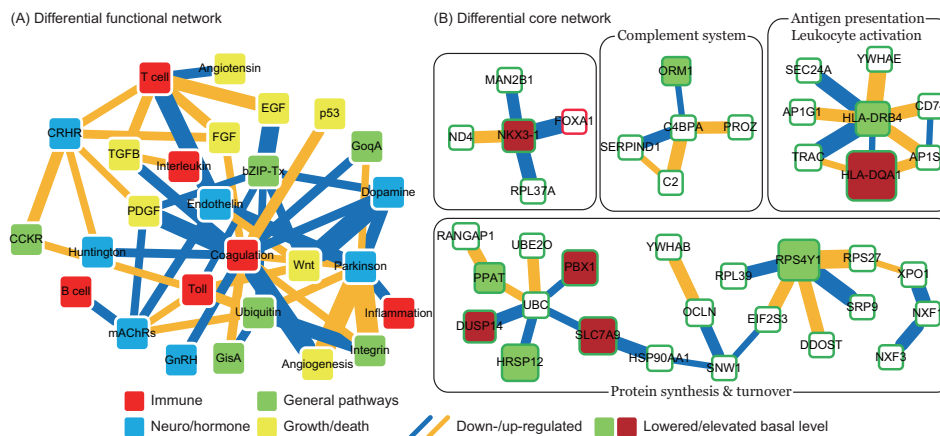 (A) Differential functional network
T cell
Angiotensin
EGF
p53
CRHR
FGF
GoqA
TGFB
Interleukin
bZIP-Tx
Dopamine
PDGF
Endothelin
CCKR
Huntington
Coagulation
Wnt
Parkinson
B cell
Toll
Inflammation
mAChRs
Ubiquitin
GnRH
GisA
Angiogenesis
Integrin
(B) Differential core network
MAN2B1
ND4
NKX3-1
FOXA1
RPL37A
Complement system
ORM1
C4BPA
PROZ
SERPIND1
C2
Antigen presentation
Leukocyte activation
YWHAE
SEC24A
AP1G1
CD74
HLA-DRB4
TRAC
AP1S
HLA-DQA1
RANGAP1
UBE2O
YWHAB
PPAT
PBX1
RPL39
RPS4Y1
RPS27
XPO1
UBC
OCLN
EIF2S3
SRP9
NXF1
DUSP14
SLC7A9
HRSP12
HSP90AA1
SNW1
DDOST
NXF3
Protein synthesis & turnover
Immune
General pathways
Neuro/hormone
Growth/death
Down-/up-regulated
Lowered/elevated basal level